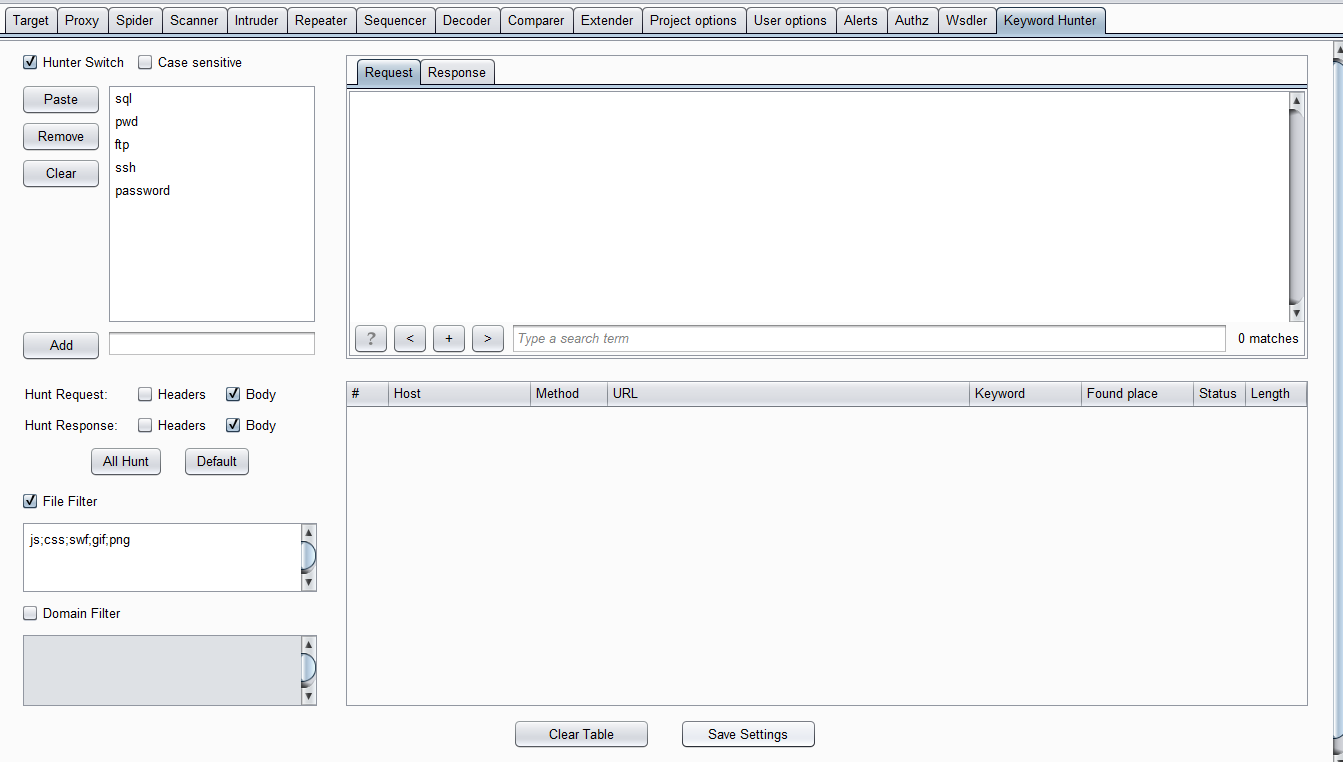 Target Proxy Spider Scanner Intruder Repeater Sequencer Decoder Comparer Extender Project options User options Alerts Authz Wsdler Keyword Hunter
Hunter Switch Case sensitive
Paste
Remove
Clear
sql
pwd
ftp
ssh
password
Add
Hunt Request: Headers Body
Hunt Response: Headers Body
All Hunt Default
File Filter
js;css;swf;gif;png
Domain Filter
Request Response
? < + > Type a search term 0 matches
# Host Method URL Keyword Found place Status Length
Clear Table Save Settings